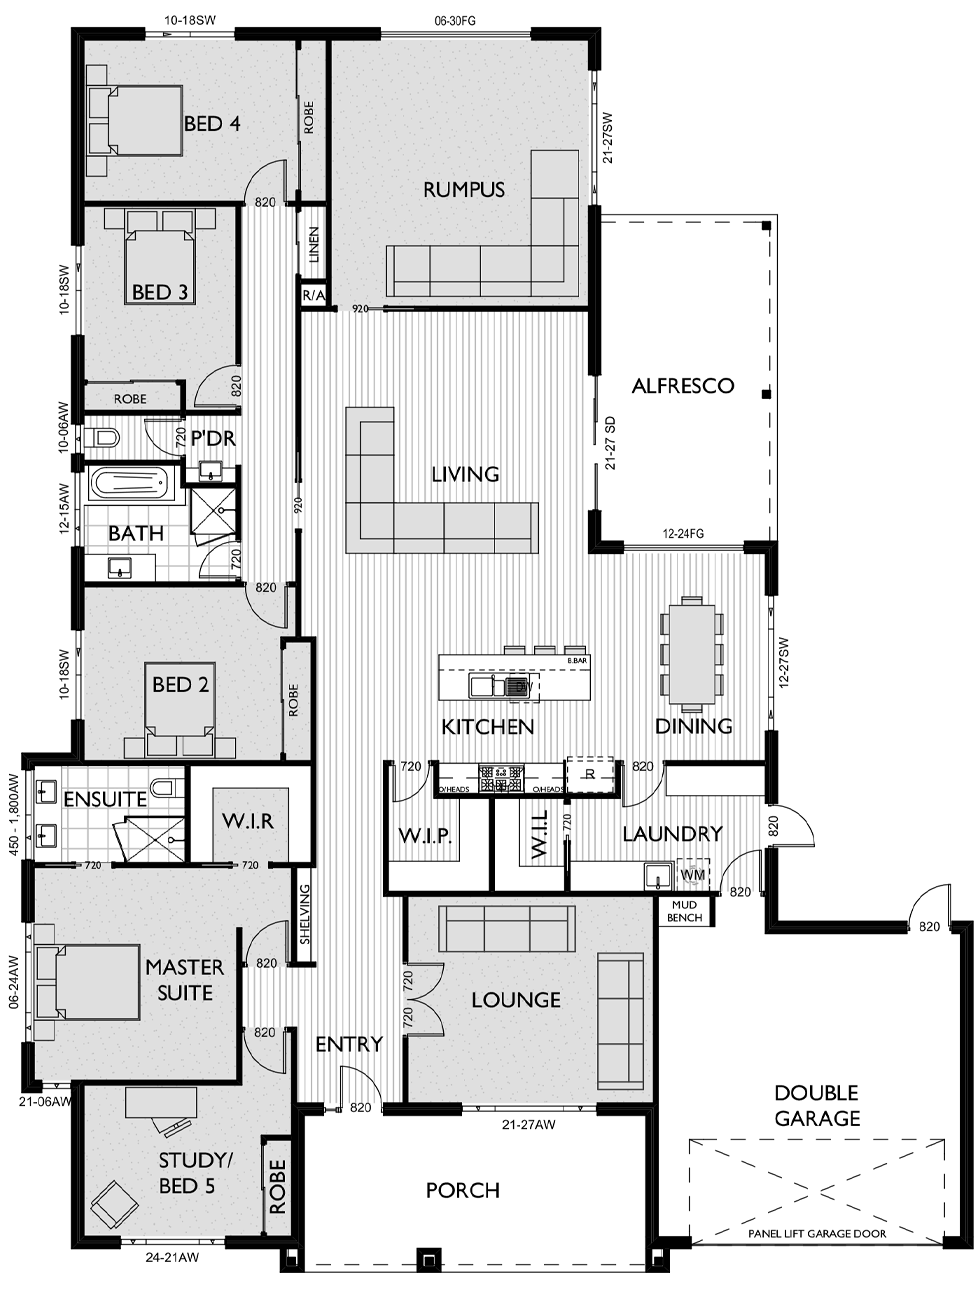 10-18SW
06-30FG
BED 4
ROBE
820
RUMPUS
21-27SW
LINEN
10-18SW
BED 3
R/A
920
ROBE
820
ALFRESCO
10-06AW
720
P'DR
21-27 SD
LIVING
12-15AW
BATH
920
720
12-24FG
820
10-18SW
BED 2
ROBE
B.BAR
DW
12-27SW
KITCHEN
DINING
450 - 1,800AW
ENSUITE
W.I.R
720
O/HEADS
O/HEADS
R
820
W.I.P.
W.I.L
720
LAUNDRY
820
720
720
WM
820
SHELVING
MUD
BENCH
820
06-24AW
MASTER
SUITE
820
720
720
LOUNGE
820
ENTRY
21-06AW
820
21-27AW
DOUBLE
GARAGE
STUDY/
BED 5
ROBE
PORCH
PANEL LIFT GARAGE DOOR
24-21AW